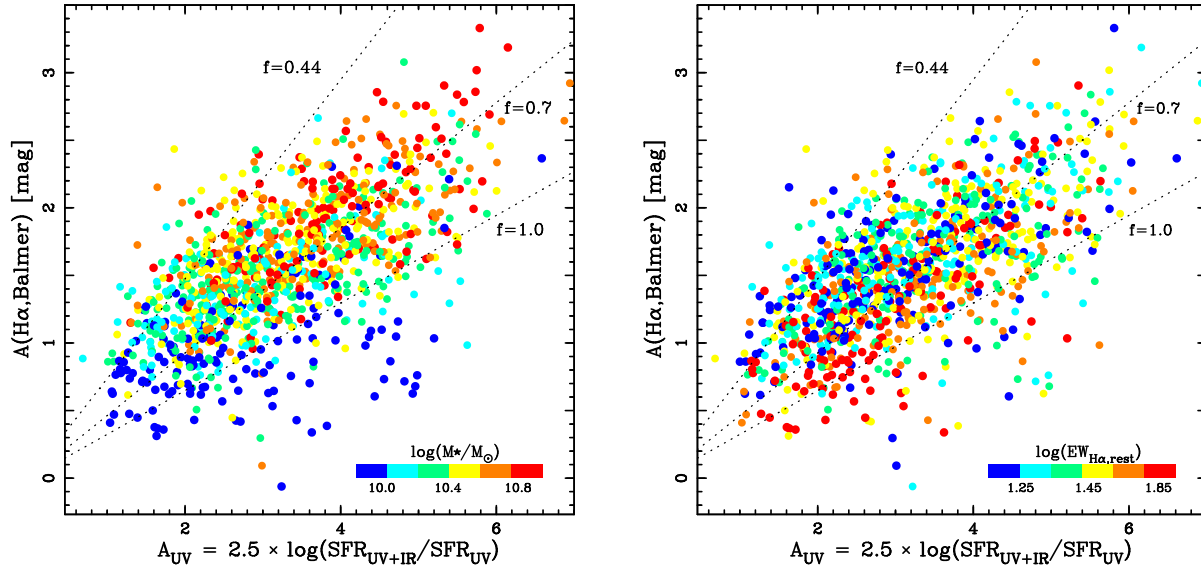 f=0.44
f=0.7
f=1.0
A(Hα,Balmer) [mag]
3
2
1
0
log(M*/M⊙)
10.0 10.4 10.8
2 4 6
A_UV = 2.5 × log(SFR_UV+IR/SFR_UV)
f=0.44
f=0.7
f=1.0
A(Hα,Balmer) [mag]
3
2
1
0
log(EW_Hα,rest)
1.25 1.45 1.85
2 4 6
A_UV = 2.5 × log(SFR_UV+IR/SFR_UV)